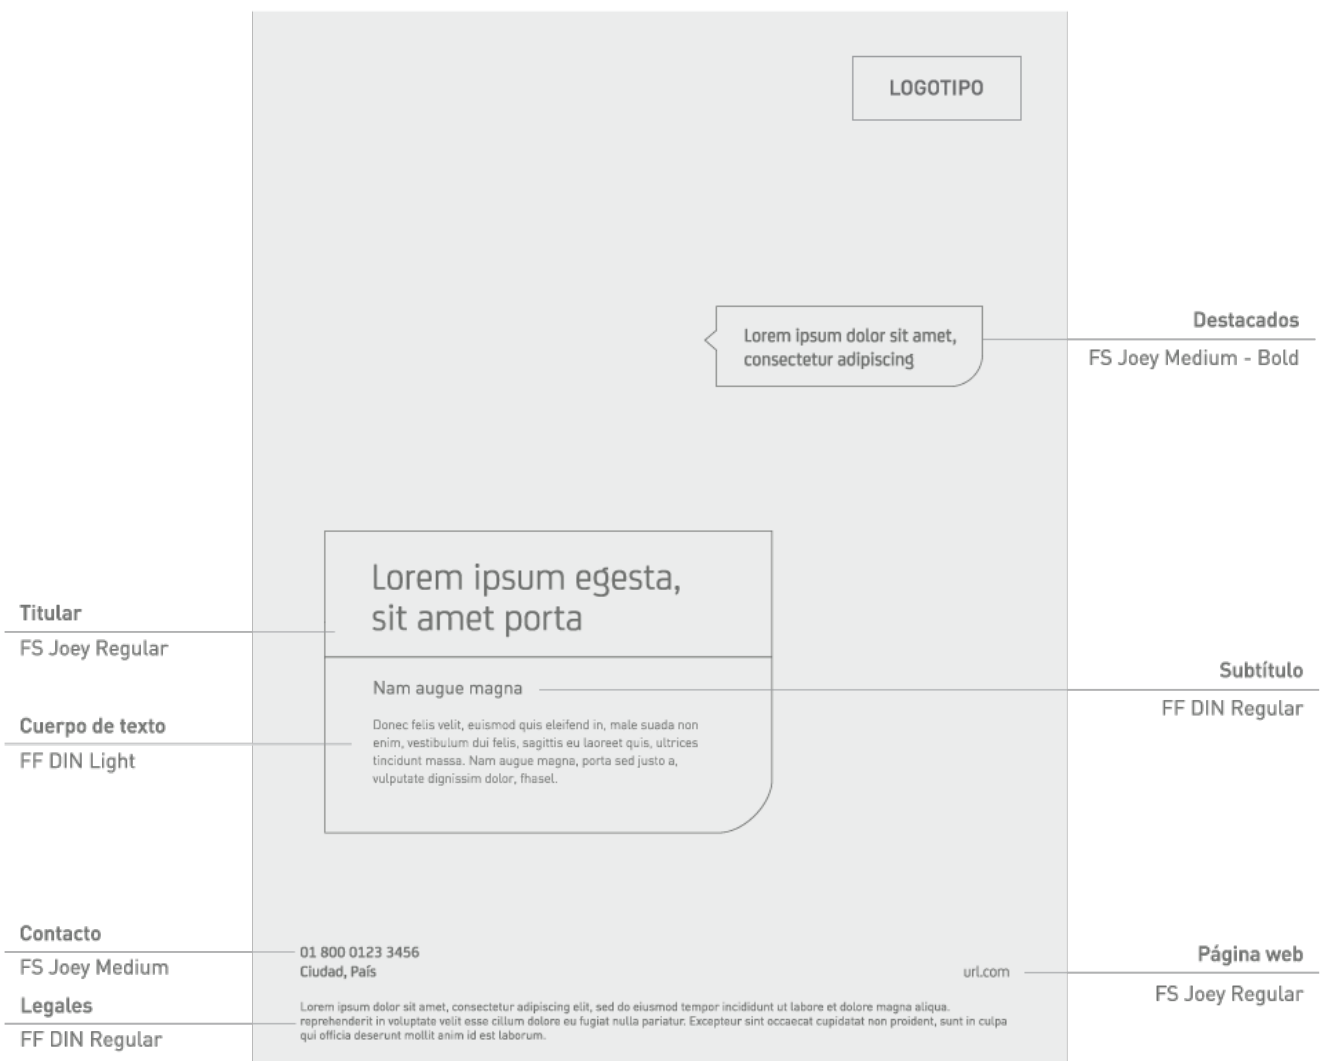 LOGOTIPO
Lorem ipsum dolor sit amet,
consectetur adipiscing
Destacados
FS Joey Medium - Bold
Lorem ipsum egesta,
sit amet porta
Titular
FS Joey Regular
Nam augue magna
Subtítulo
FF DIN Regular
Cuerpo de texto
FF DIN Light
Donec felis velit, euismod quis eleifend in, male suada non
enim, vestibulum dui felis, sagittis eu laoreet quis, ultrices
tincidunt massa. Nam augue magna, porta sed justo a,
vulputate dignissim dolor, fhasel.
Contacto
FS Joey Medium
01 800 0123 3456
Ciudad, País
url.com
Página web
FS Joey Regular
Legales
FF DIN Regular
Lorem ipsum dolor sit amet, consectetur adipiscing elit, sed do eiusmod tempor incididunt ut labore et dolore magna aliqua.
reprehenderit in voluptate velit esse cillum dolore eu fugiat nulla pariatur. Excepteur sint occaecat cupidatat non proident, sunt in culpa
qui officia deserunt mollit anim id est laborum.